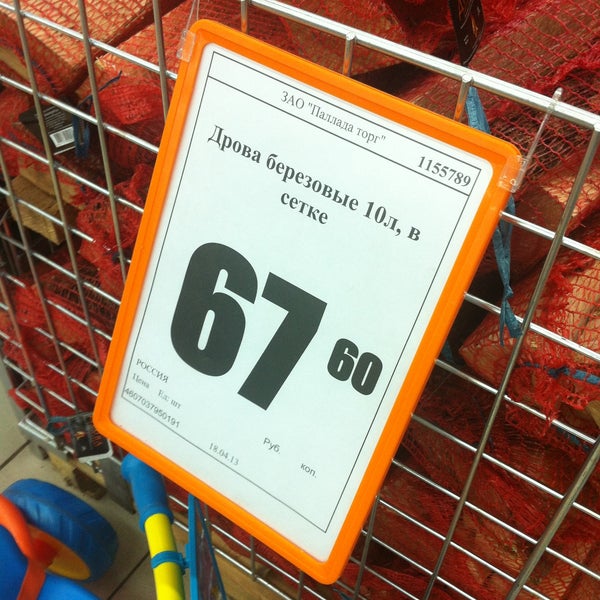 ЗАО "Паллада торг"
1155789
Дрова березовые 10л, в
сетке
67 60
РОССИЯ
Цена Ед: шт
4607037950191
Руб. коп.
18.04.13